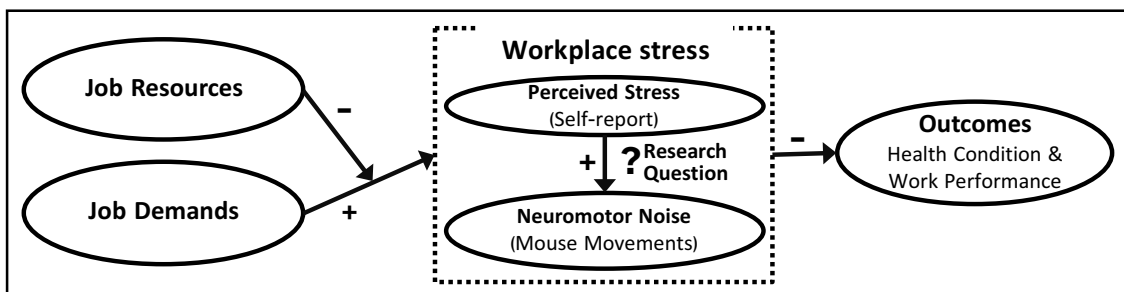 Job Resources
Job Demands
-
+
Workplace stress
Perceived Stress
(Self-report)
+
? Research
Question
Neuromotor Noise
(Mouse Movements)
-
Outcomes
Health Condition &
Work Performance